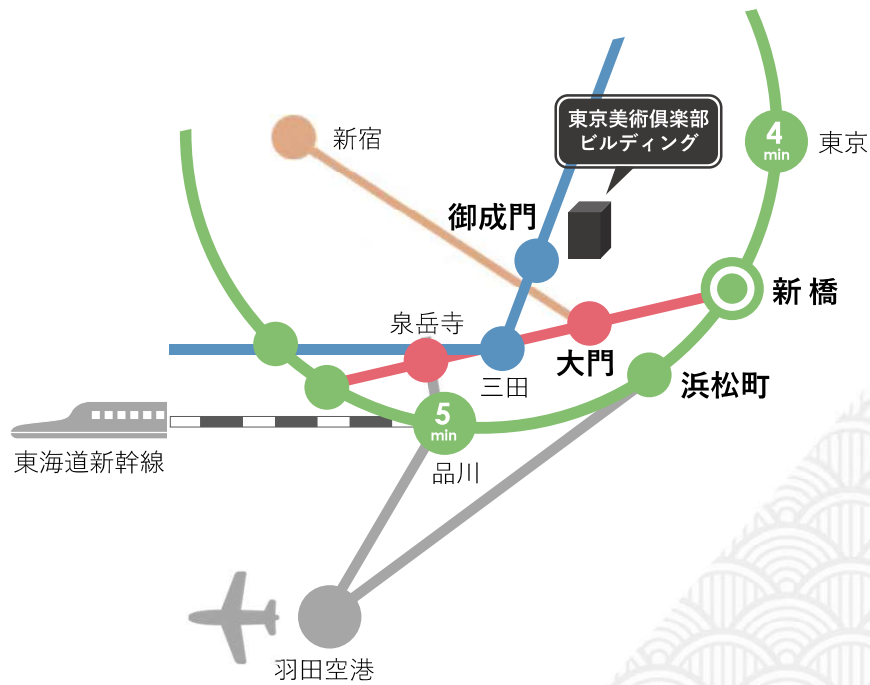 東京美術倶楽部
ビルディング
4
min
東京
新宿
御成門
新橋
泉岳寺
大門
三田
浜松町
5
min
品川
東海道新幹線
羽田空港